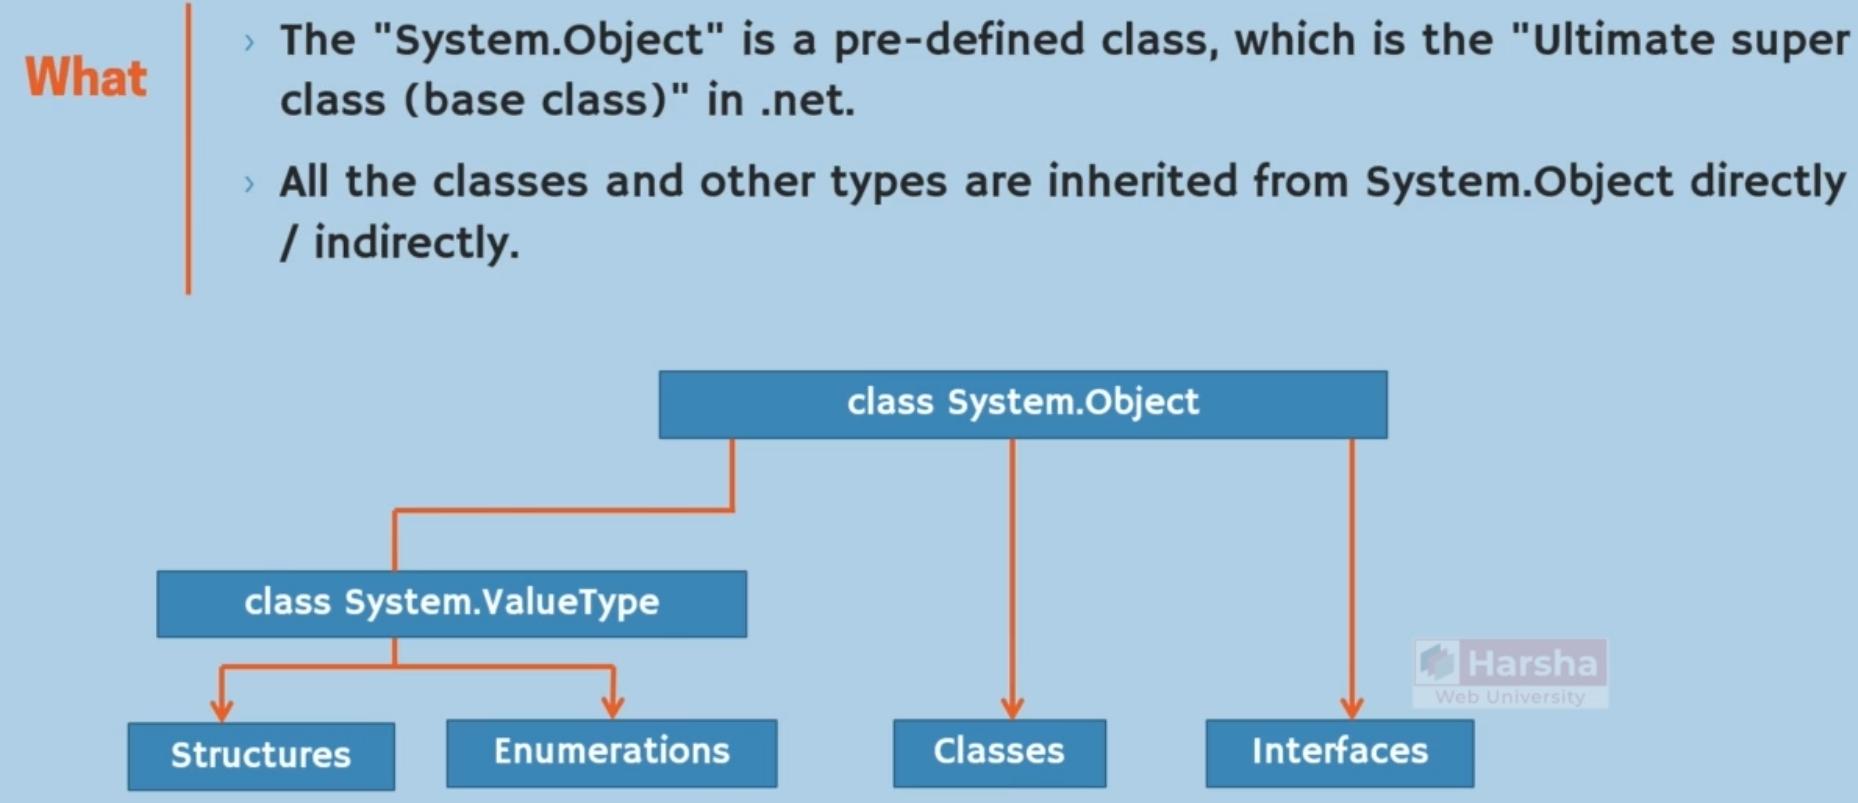 What
› The "System.Object" is a pre-defined class, which is the "Ultimate super
class (base class)" in .net.
› All the classes and other types are inherited from System.Object directly
/ indirectly.
class System.Object
class System.ValueType
Harsha
Web University
Structures
Enumerations
Classes
Interfaces